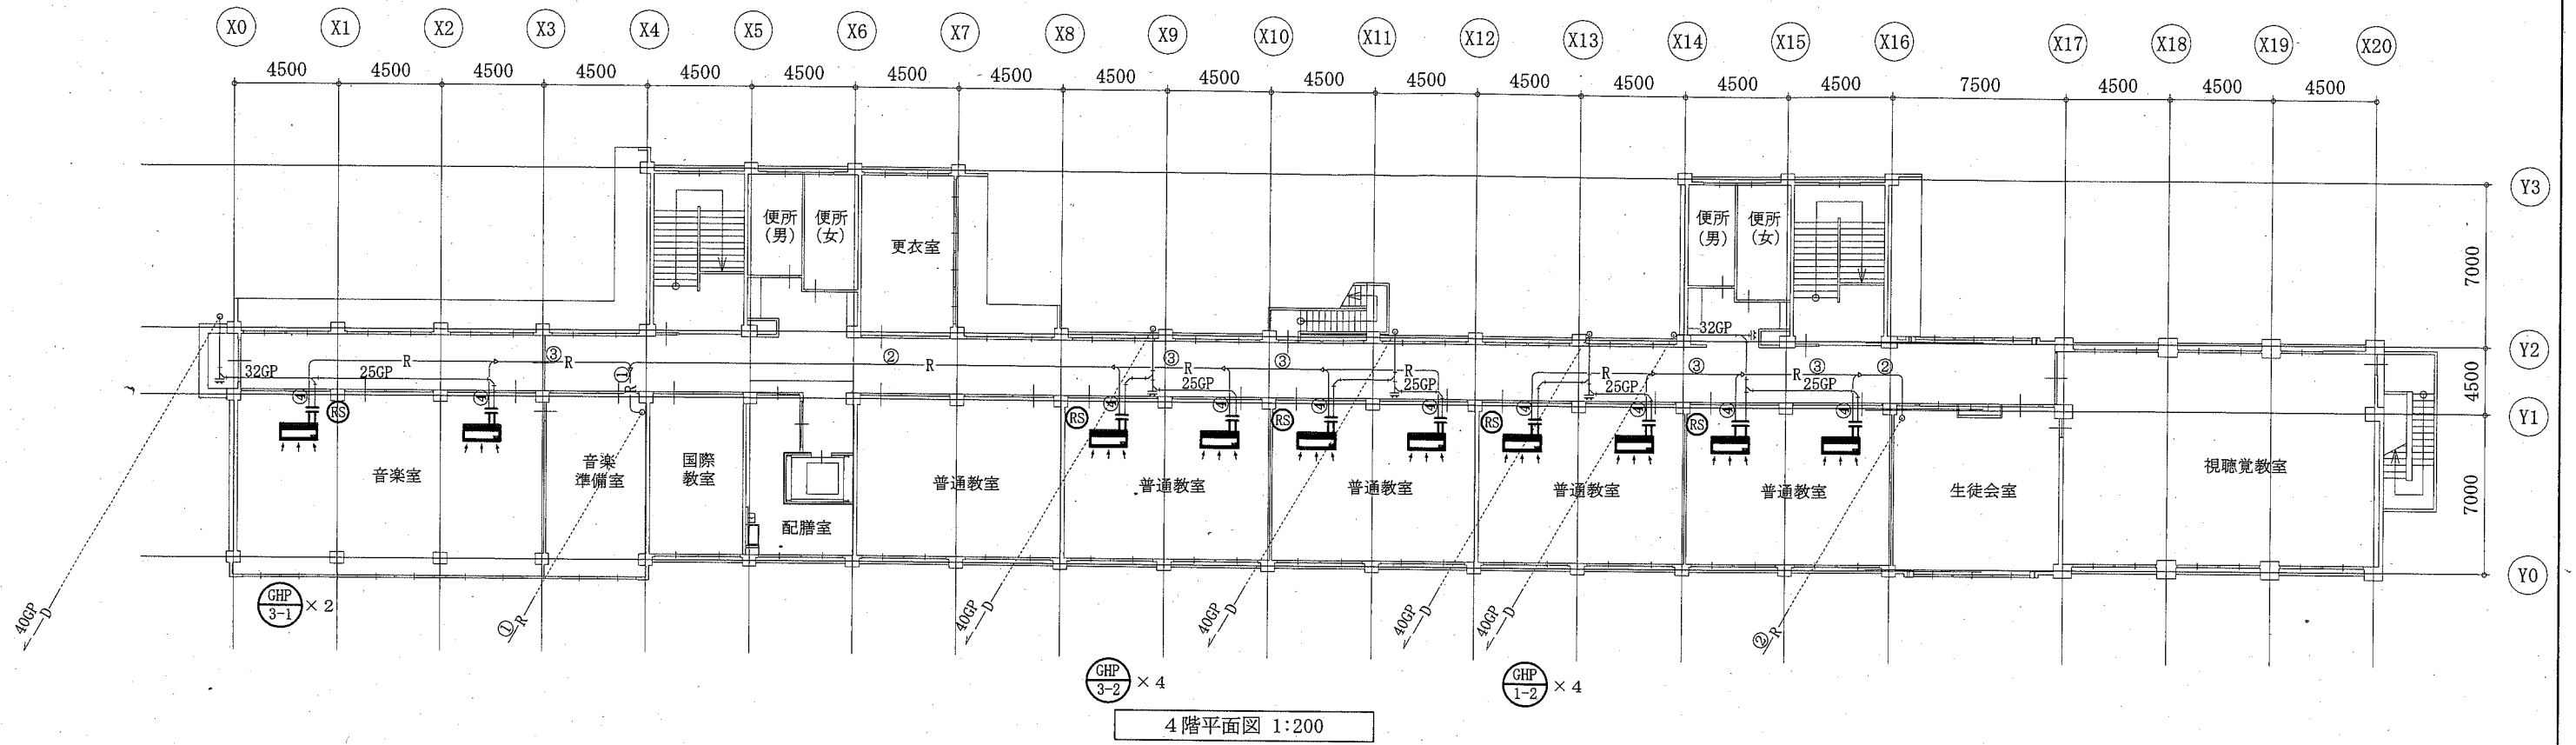 X0 X1 X2 X3 X4 X5 X6 X7 X8 X9 X10 X11 X12 X13 X14 X15 X16 X17 X18 X19 X20
4500 4500 4500 4500 4500 4500 4500 4500 4500 4500 4500 4500 4500 4500 4500 4500 7500 4500 4500 4500
Y3
便所
(男)
便所
(女)
更衣室
便所
(男)
便所
(女)
7000
32GP
Y2
R ③ R ② R ③ ③ R ③ R ③ ②
32GP 25GP ① R 25GP 25GP 25GP 25GP
4500
④ RS ④ RS ④ ④ RS ④ ④ RS ④ ④ RS ④ ④
Y1
音楽室
音楽
準備室
国際
教室
配膳室
普通教室
普通教室
普通教室
普通教室
普通教室
生徒会室
視聴覚教室
7000
Y0
GHP
3-1
×2
40GP
D
① R
40GP
D
40GP
D
40GP
D
40GP
D
② R
GHP
3-2
×4
GHP
1-2
×4
4階平面図 1:200